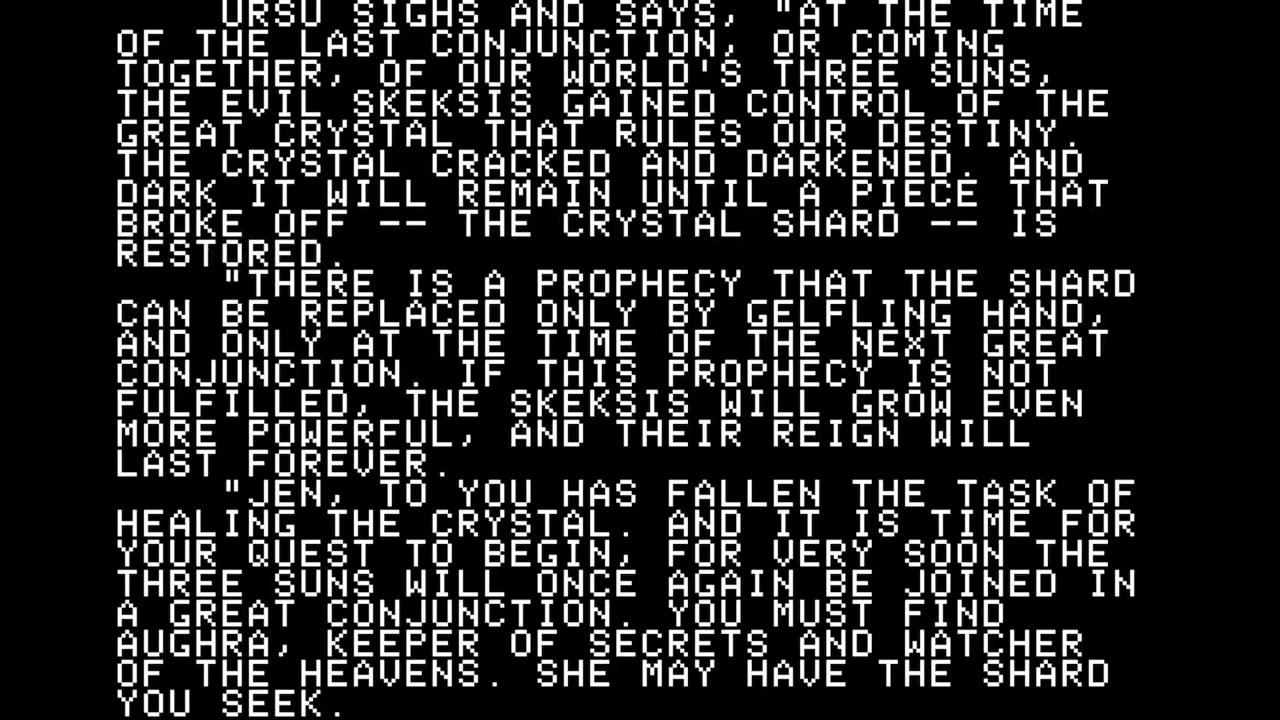 URSU SIGHS AND SAYS, "AT THE TIME
OF THE LAST CONJUNCTION, OR COMING
TOGETHER, OF OUR WORLD'S THREE SUNS,
THE EVIL SKEKSIS GAINED CONTROL OF THE
GREAT CRYSTAL THAT RULES OUR DESTINY.
THE CRYSTAL CRACKED AND DARKENED. AND
DARK IT WILL REMAIN UNTIL A PIECE THAT
BROKE OFF -- THE CRYSTAL SHARD -- IS
RESTORED.
"THERE IS A PROPHECY THAT THE SHARD
CAN BE REPLACED ONLY BY GELFLING HAND,
AND ONLY AT THE TIME OF THE NEXT GREAT
CONJUNCTION. IF THIS PROPHECY IS NOT
FULFILLED, THE SKEKSIS WILL GROW EVEN
MORE POWERFUL, AND THEIR REIGN WILL
LAST FOREVER.
"JEN, TO YOU HAS FALLEN THE TASK OF
HEALING THE CRYSTAL. AND IT IS TIME FOR
YOUR QUEST TO BEGIN, FOR VERY SOON THE
THREE SUNS WILL ONCE AGAIN BE JOINED IN
A GREAT CONJUNCTION. YOU MUST FIND
AUGHRA, KEEPER OF SECRETS AND WATCHER
OF THE HEAVENS. SHE MAY HAVE THE SHARD
YOU SEEK.